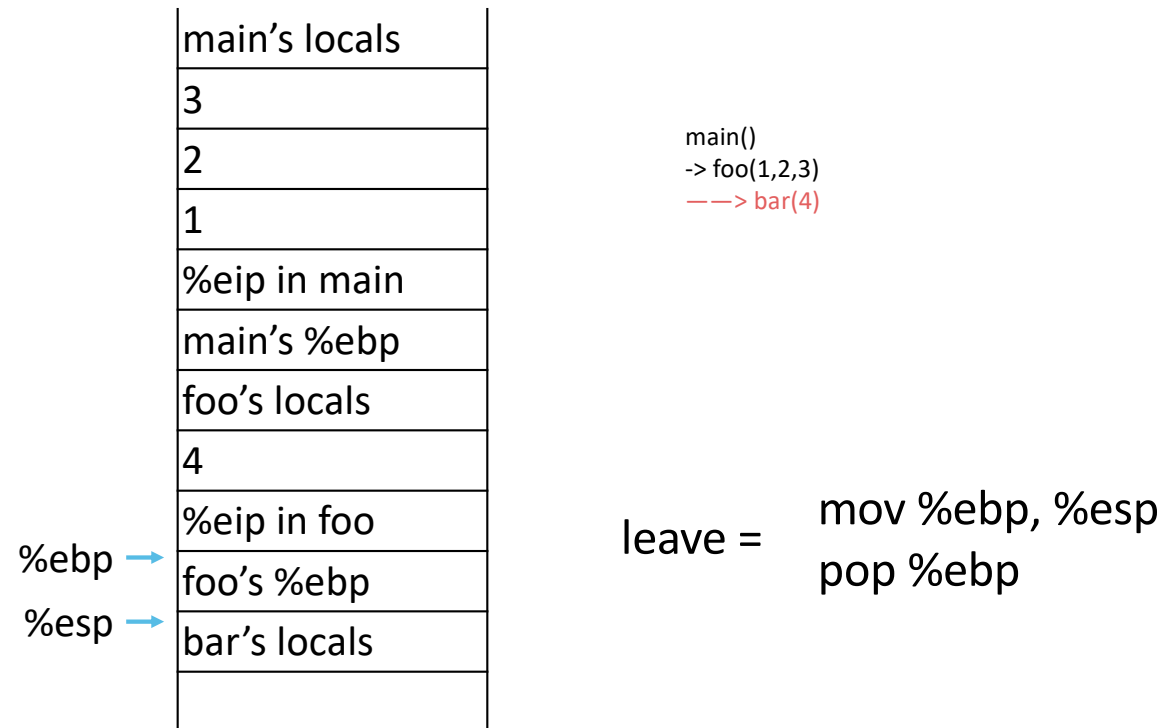 main’s locals
3
2
1
%eip in main
main’s %ebp
foo’s locals
4
%eip in foo
%ebp
foo’s %ebp
%esp
bar’s locals
main()
-> foo(1,2,3)
——> bar(4)
leave =
mov %ebp, %esp
pop %ebp